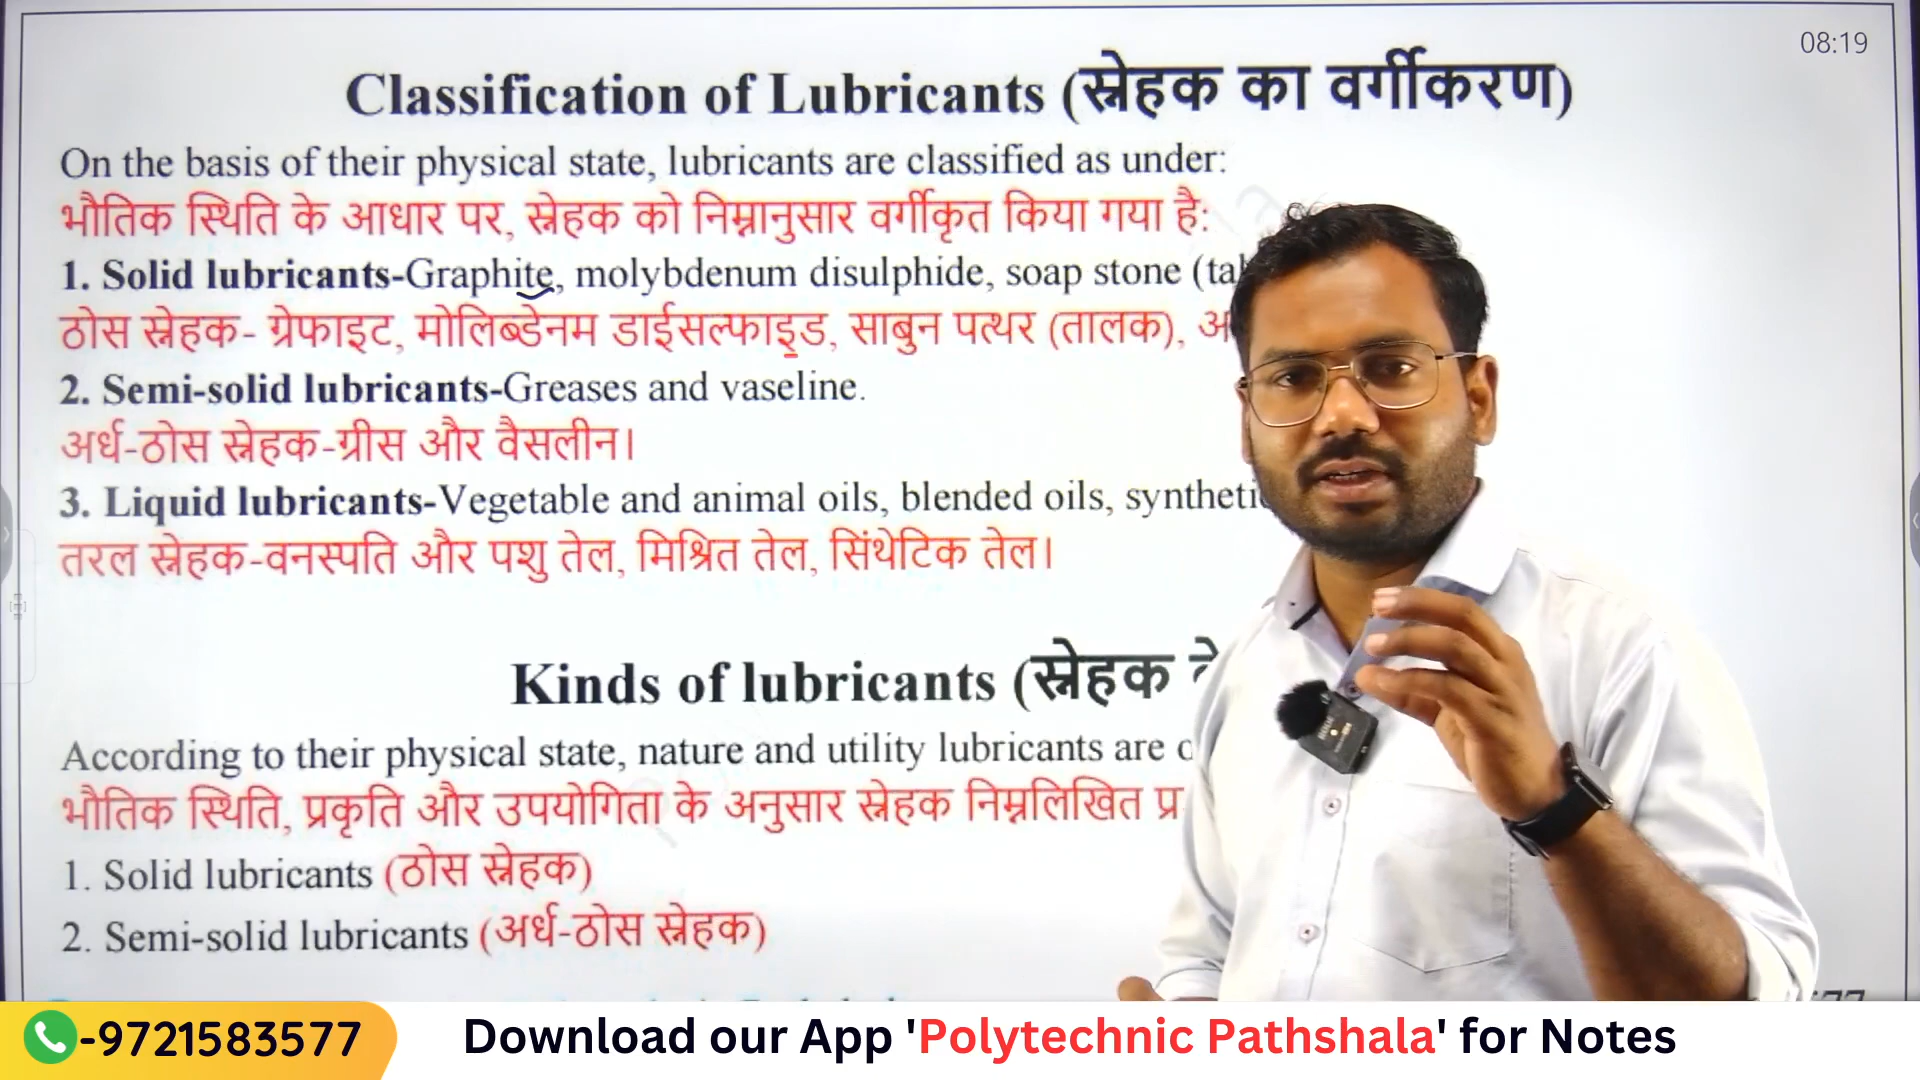 08:19
Classification of Lubricants (स्नेहक का वर्गीकरण)
On the basis of their physical state, lubricants are classified as under:
भौतिक स्थिति के आधार पर, स्नेहक को निम्नानुसार वर्गीकृत किया गया है:
1. Solid lubricants-Graphite, molybdenum disulphide, soap stone
ठोस स्नेहक- ग्रेफाइट, मोलिब्डेनम डाईसल्फाइड, साबुन पत्थर (तालक),
2. Semi-solid lubricants-Greases and vaseline.
अर्ध-ठोस स्नेहक-ग्रीस और वैसलीन।
3. Liquid lubricants-Vegetable and animal oils, blended oils,
तरल स्नेहक-वनस्पति और पशु तेल, मिश्रित तेल, सिंथेटिक तेल।
Kinds of lubricants (स्नेहक
According to their physical state, nature and utility lubricants are
भौतिक स्थिति, प्रकृति और उपयोगिता के अनुसार स्नेहक निम्नलिखित
1. Solid lubricants (ठोस स्नेहक)
2. Semi-solid lubricants (अर्ध-ठोस स्नेहक)
-9721583577
Download our App 'Polytechnic Pathshala' for Notes